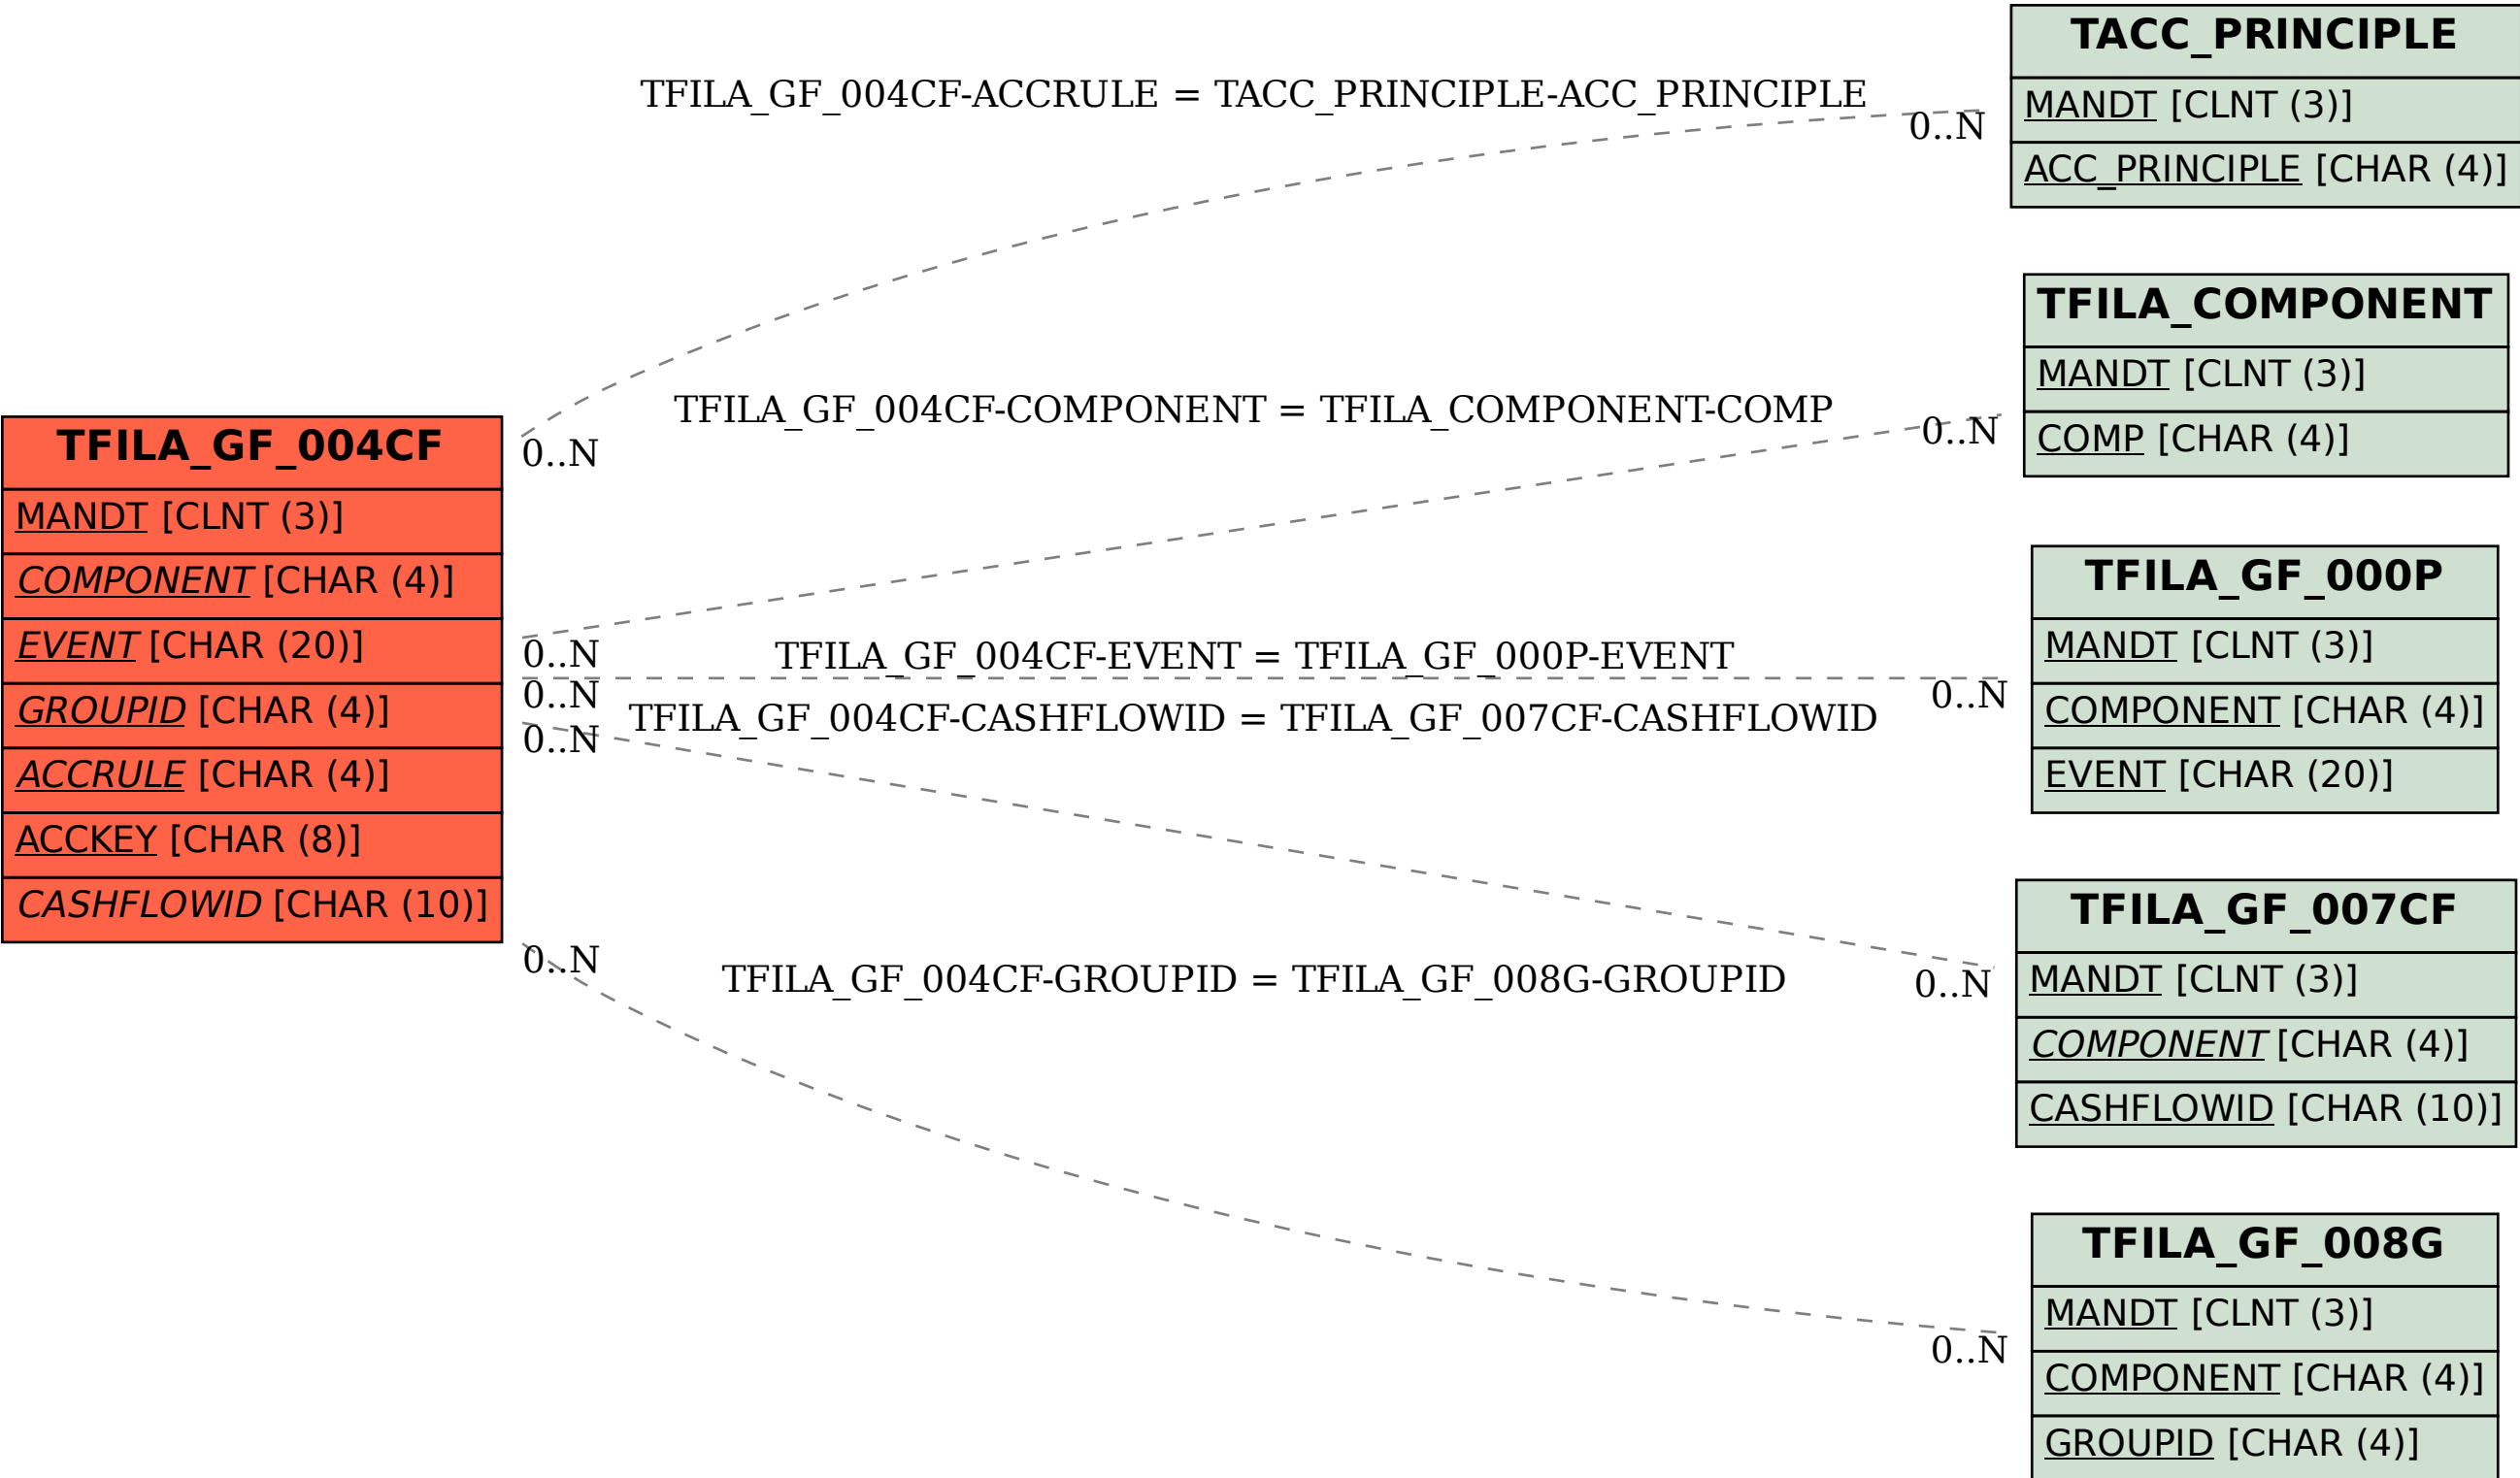 TFILA_GF_004CF
MANDT [CLNT (3)]
COMPONENT [CHAR (4)]
EVENT [CHAR (20)]
GROUPID [CHAR (4)]
ACCRULE [CHAR (4)]
ACCKEY [CHAR (8)]
CASHFLOWID [CHAR (10)]
TFILA_GF_004CF-ACCRULE = TACC_PRINCIPLE-ACC_PRINCIPLE
0..N
0..N
TFILA_GF_004CF-COMPONENT = TFILA_COMPONENT-COMP
0..N
0..N
TFILA_GF_004CF-EVENT = TFILA_GF_000P-EVENT
0..N
0..N
TFILA_GF_004CF-CASHFLOWID = TFILA_GF_007CF-CASHFLOWID
0..N
0..N
TFILA_GF_004CF-GROUPID = TFILA_GF_008G-GROUPID
0..N
0..N
TACC_PRINCIPLE
MANDT [CLNT (3)]
ACC_PRINCIPLE [CHAR (4)]
TFILA_COMPONENT
MANDT [CLNT (3)]
COMP [CHAR (4)]
TFILA_GF_000P
MANDT [CLNT (3)]
COMPONENT [CHAR (4)]
EVENT [CHAR (20)]
TFILA_GF_007CF
MANDT [CLNT (3)]
COMPONENT [CHAR (4)]
CASHFLOWID [CHAR (10)]
TFILA_GF_008G
MANDT [CLNT (3)]
COMPONENT [CHAR (4)]
GROUPID [CHAR (4)]